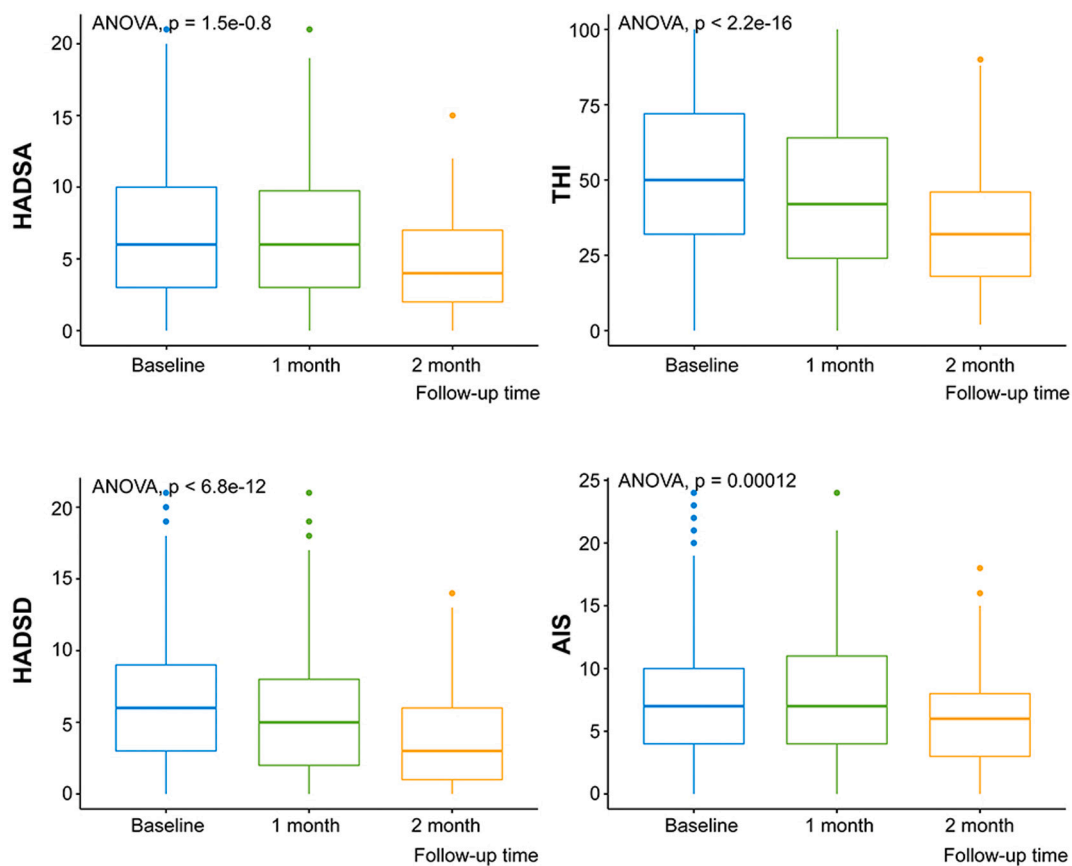 ANOVA, p = 1.5e-0.8
HADSA
20
15
10
5
0
Baseline 1 month 2 month
Follow-up time
ANOVA, p < 2.2e-16
THI
100
75
50
25
0
Baseline 1 month 2 month
Follow-up time
ANOVA, p < 6.8e-12
HADSD
20
15
10
5
0
Baseline 1 month 2 month
Follow-up time
ANOVA, p = 0.00012
AIS
25
20
15
10
5
0
Baseline 1 month 2 month
Follow-up time